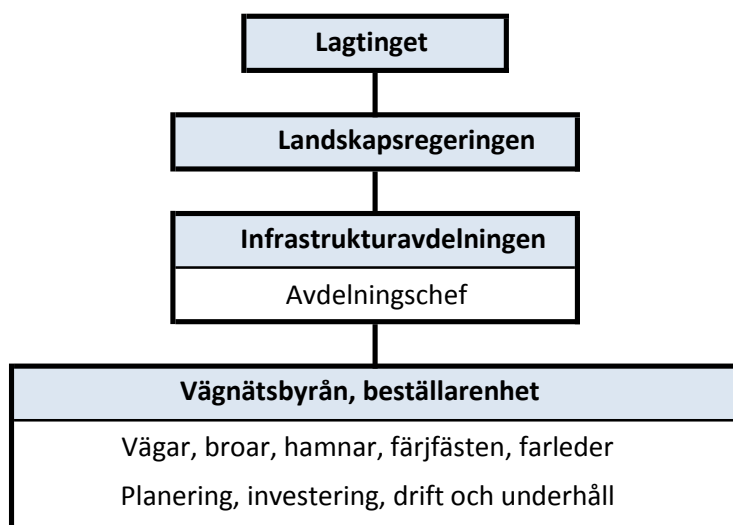 Lagtinget
Landskapsregeringen
Infrastrukturavdelningen
Avdelningschef
Vägnätsbyrån, beställarenhet
Vägar, broar, hamnar, färjfästen, farleder
Planering, investering, drift och underhåll